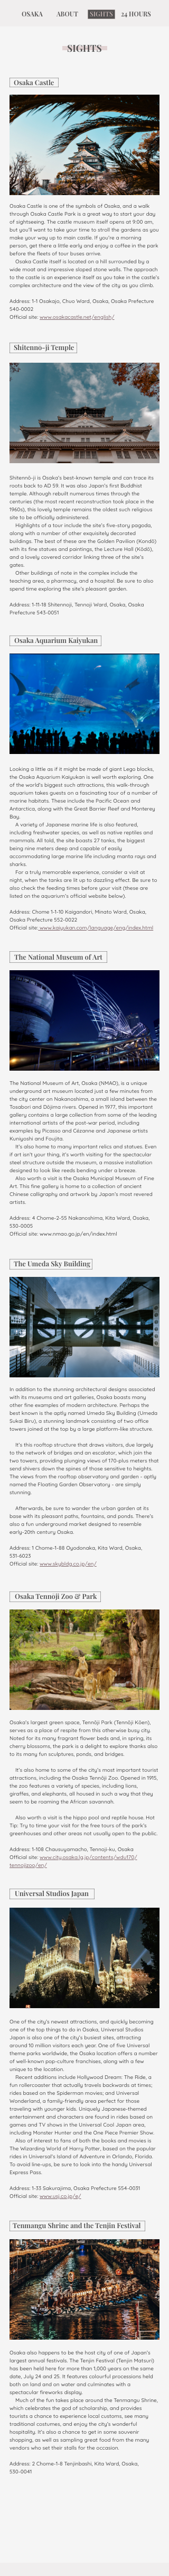 OSAKA ABOUT SIGHTS 24 HOURS
SIGHTS
Osaka Castle
Osaka Castle is one of the symbols of Osaka, and a walk
through Osaka Castle Park is a great way to start your day
of sightseeing. The castle museum itself opens at 9:00 am,
but you'll want to take your time to stroll the gardens as you
make your way up on foot. If you're more of a morning
person, get there a little early and enjoy a coffee in the park
before the fleets of tour buses arrive.
Osaka Castle itself is located on a hill surrounded by a
wide moat and impressive sloped stone walls. The approach
to the castle is an experience itself as you gaze in to take the castle's
complex architecture and the view of the city as you climb.
Address: 1-1 Osakajo, Chuo Ward, Osaka, Osaka Prefecture
540-0002
Official site: www.osakacastle.net/english/
Shitenno-ji Temple
Shitennō-ji is Osaka's best-known temple and can trace its
roots back to AD 59. It was also Japan's first Buddhist
temple. Although rebuilt numerous times through the
centuries (the most recent reconstruction took place in the
1960s), this lovely temple remains the oldest such religious
site to be officially administered.
Highlights of a tour include the site's five-story pagoda,
along with a number of other exquisitely decorated
buildings. Three of these are the Golden Pavilion (Kondō)
with its fine statues and paintings, the Lecture Hall (Kōdō),
and a lovely covered corridor linking three of the site's
gates.
Other buildings of note in the complex include the
teaching area, a pharmacy, and a hospital. Be sure to also
spend time exploring the site's pleasant garden.
Address: 1-11-18 Shitennoji, Tennoji Ward, Osaka, Osaka
Prefecture 543-0051
Osaka Aquarium Kaiyukan
Looking a little as if it might be made of giant Lego blocks,
the Osaka Aquarium Kaiyukan is well worth exploring. One
of the world's biggest such attractions, this walk-through
aquarium takes guests on a fascinating tour of a number of
marine habitats. These include the Pacific Ocean and
Antarctica, along with the Great Barrier Reef and Monterey
Bay.
A variety of Japanese marine life is also featured,
including freshwater species, as well as various reptiles and
mammals. All told, the site boasts 27 tanks, the biggest
being nine meters deep and capable of easily
accommodating large marine life including manta rays and
sharks.
For a truly memorable experience, consider a visit at
night, when the tanks are lit up to dazzling effect. Be sure to
also check the feeding times before your visit (these are
listed on the aquarium's official website below).
Address: Chome 1-1-10 Kaigandori, Minato Ward, Osaka,
Osaka Prefecture 552-0022
Official site: www.kaiyukan.com/language/eng/index.html
The National Museum of Art
The National Museum of Art, Osaka (NMAO), is a unique
underground art museum located just a few minutes from
the city center on Nakanoshima, a small island between the
Tosabori and Dōjima rivers. Opened in 1977, this important
gallery contains a large collection from some of the leading
international artists of the post-war period, including
examples by Picasso and Cézanne and Japanese artists
Kuniyoshi and Foujita.
It's also home to many important relics and statues. Even
if art isn't your thing, it's worth visiting for the spectacular
steel structure outside the museum, a massive installation
designed to look like reeds bending under a breeze.
Also worth a visit is the Osaka Municipal Museum of Fine
Art. This fine gallery is home to a collection of ancient
Chinese calligraphy and artwork by Japan's most revered
artists.
Address: 4 Chome-2-55 Nakanoshima, Kita Ward, Osaka,
530-0005
Official site: www.nmao.go.jp/en/index.html
The Umeda Sky Building
In addition to the stunning architectural designs associated
with its museums and art galleries, Osaka boasts many
other fine examples of modern architecture. Perhaps the
best known is the aptly named Umeda Sky Building (Umeda
Sukai Biru), a stunning landmark consisting of two office
towers joined at the top by a large platform-like structure.
It's the rooftop structure that draws visitors, due largely
to the network of bridges and an escalator, which join the
two towers, providing plunging views of 170-plus meters that
send shivers down the spines of those sensitive to heights.
The views from the rooftop observatory and garden - aptly
named the Floating Garden Observatory - are simply
stunning.
Afterwards, be sure to wander the urban garden at its
base with its pleasant paths, fountains, and ponds. There's
also a fun underground market designed to resemble
early-20th century Osaka.
Address: 1 Chome-1-88 Oyodonaka, Kita Ward, Osaka,
531-6023
Official site: www.skybldg.co.jp/en/
Osaka Tennoji Zoo & Park
Osaka's largest green space, Tennōji Park (Tennōji Kōen),
serves as a place of respite from this otherwise busy city.
Noted for its many fragrant flower beds and, in spring, its
cherry blossoms, the park is a delight to explore thanks also
to its many fun sculptures, ponds, and bridges.
It's also home to some of the city's most important tourist
attractions, including the Osaka Tennōji Zoo. Opened in 1915,
the zoo features a variety of species, including lions,
giraffes, and elephants, all housed in such a way that they
seem to be roaming the African savannah.
Also worth a visit is the hippo pool and reptile house. Hot
Tip: Try to time your visit for the free tours of the park's
greenhouses and other areas not usually open to the public.
Address: 1-108 Chausuyamacho, Tennoji-ku, Osaka
Official site: www.city.osaka.lg.jp/contents/wdu170/
tennojizoo/en/
Universal Studios Japan
One of the city's newest attractions, and quickly becoming
one of the top things to do in Osaka, Universal Studios
Japan is also one of the city's busiest sites, attracting
around 10 million visitors each year. One of five Universal
theme parks worldwide, the Osaka location offers a number
of well-known pop-culture franchises, along with a vibe
unique to its location.
Recent additions include Hollywood Dream: The Ride, a
fun rollercoaster that actually travels backwards at times;
rides based on the Spiderman movies; and Universal
Wonderland, a family-friendly place perfect for those
traveling with younger kids. Uniquely Japanese-themed
entertainment and characters are found in rides based on
the nation's TV shows at the Universal Cool Japan area,
including Monster Hunter and the One Piece Premier Show.
Also of interest to fans of both the books and movies is
The Wizarding World of Harry Potter, based on the popular
rides in Universal's Island of Adventure in Orlando, Florida.
To avoid line-ups, be sure to look into the handy Universal
Express Pass.
Address: 1-33 Sakurajima, Osaka Prefecture 554-0031
Official site: www.usj.co.jp/e/
Tenmangu Shrine and the Tenjin Festival
Osaka also happens to be the host city of one of Japan's
largest annual festivals. The Tenjin Festival (Tenjin Matsuri)
has been held here for more than 1,000 years on the same
date, July 24 and 25. It features colourful processions held
both on land and on water and culminates with a
spectacular fireworks display.
Much of the fun takes place around the Tenmangu Shrine,
which celebrates the god of scholarship, and provides
tourists a chance to experience local customs, see many
traditional costumes, and enjoy the city's wonderful
hospitality. It's also a chance to get in some souvenir
shopping, as well as sampling great food from the many
vendors who set their stalls for the occasion.
Address: 2 Chome-1-8 Tenjinbashi, Kita Ward, Osaka,
530-0041